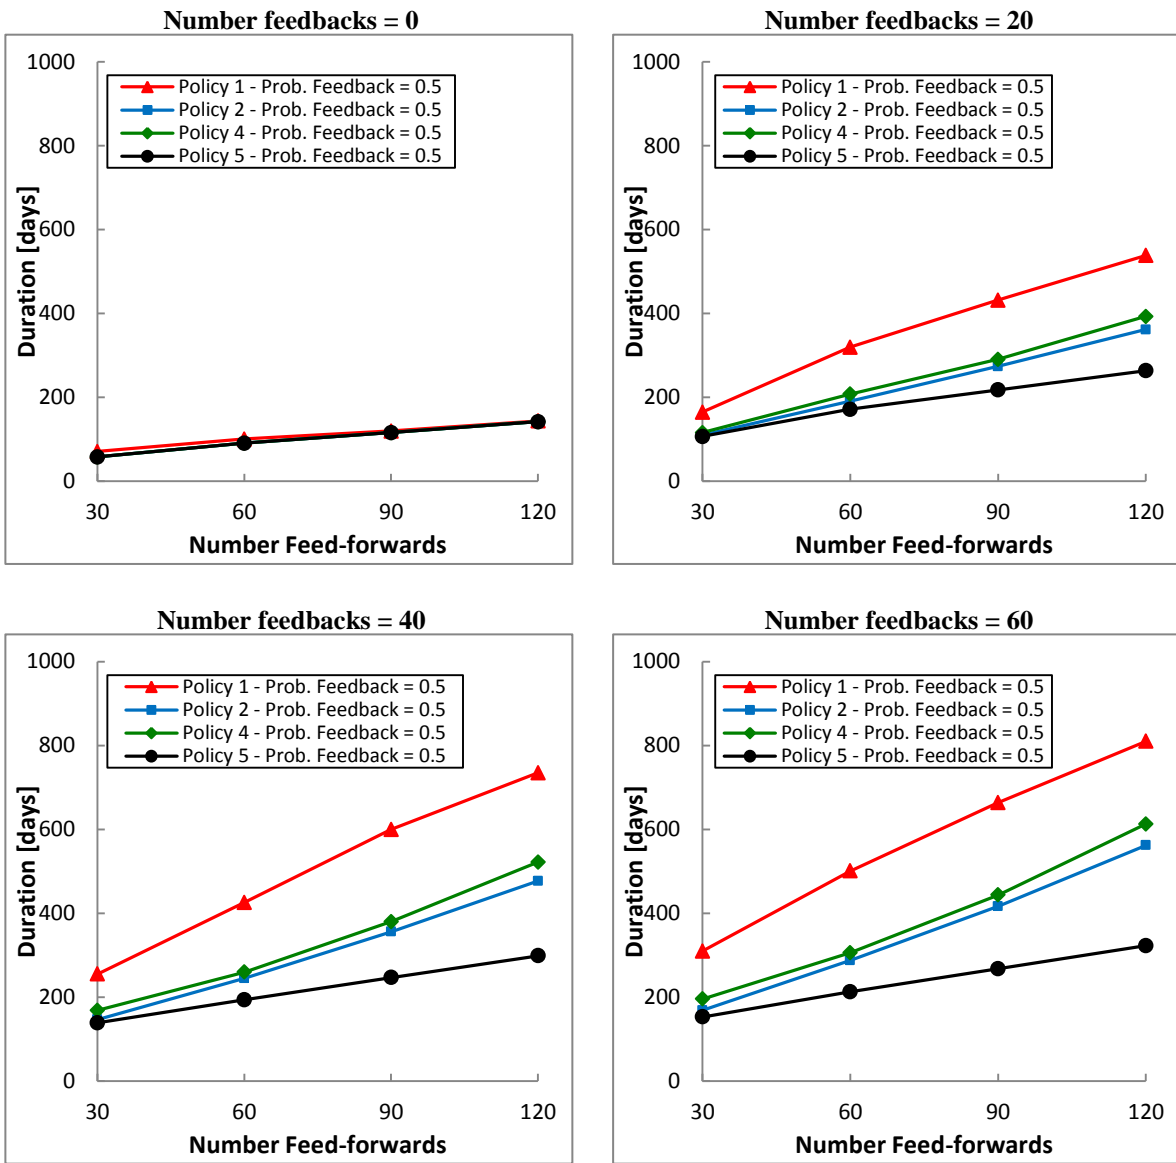 Number feedbacks = 0
1000
800
600
400
200
0
Duration [days]
Policy 1 - Prob. Feedback = 0.5
Policy 2 - Prob. Feedback = 0.5
Policy 4 - Prob. Feedback = 0.5
Policy 5 - Prob. Feedback = 0.5
30 60 90 120
Number Feed-forwards
Number feedbacks = 20
1000
800
600
400
200
0
Duration [days]
Policy 1 - Prob. Feedback = 0.5
Policy 2 - Prob. Feedback = 0.5
Policy 4 - Prob. Feedback = 0.5
Policy 5 - Prob. Feedback = 0.5
30 60 90 120
Number Feed-forwards
Number feedbacks = 40
1000
800
600
400
200
0
Duration [days]
Policy 1 - Prob. Feedback = 0.5
Policy 2 - Prob. Feedback = 0.5
Policy 4 - Prob. Feedback = 0.5
Policy 5 - Prob. Feedback = 0.5
30 60 90 120
Number Feed-forwards
Number feedbacks = 60
1000
800
600
400
200
0
Duration [days]
Policy 1 - Prob. Feedback = 0.5
Policy 2 - Prob. Feedback = 0.5
Policy 4 - Prob. Feedback = 0.5
Policy 5 - Prob. Feedback = 0.5
30 60 90 120
Number Feed-forwards